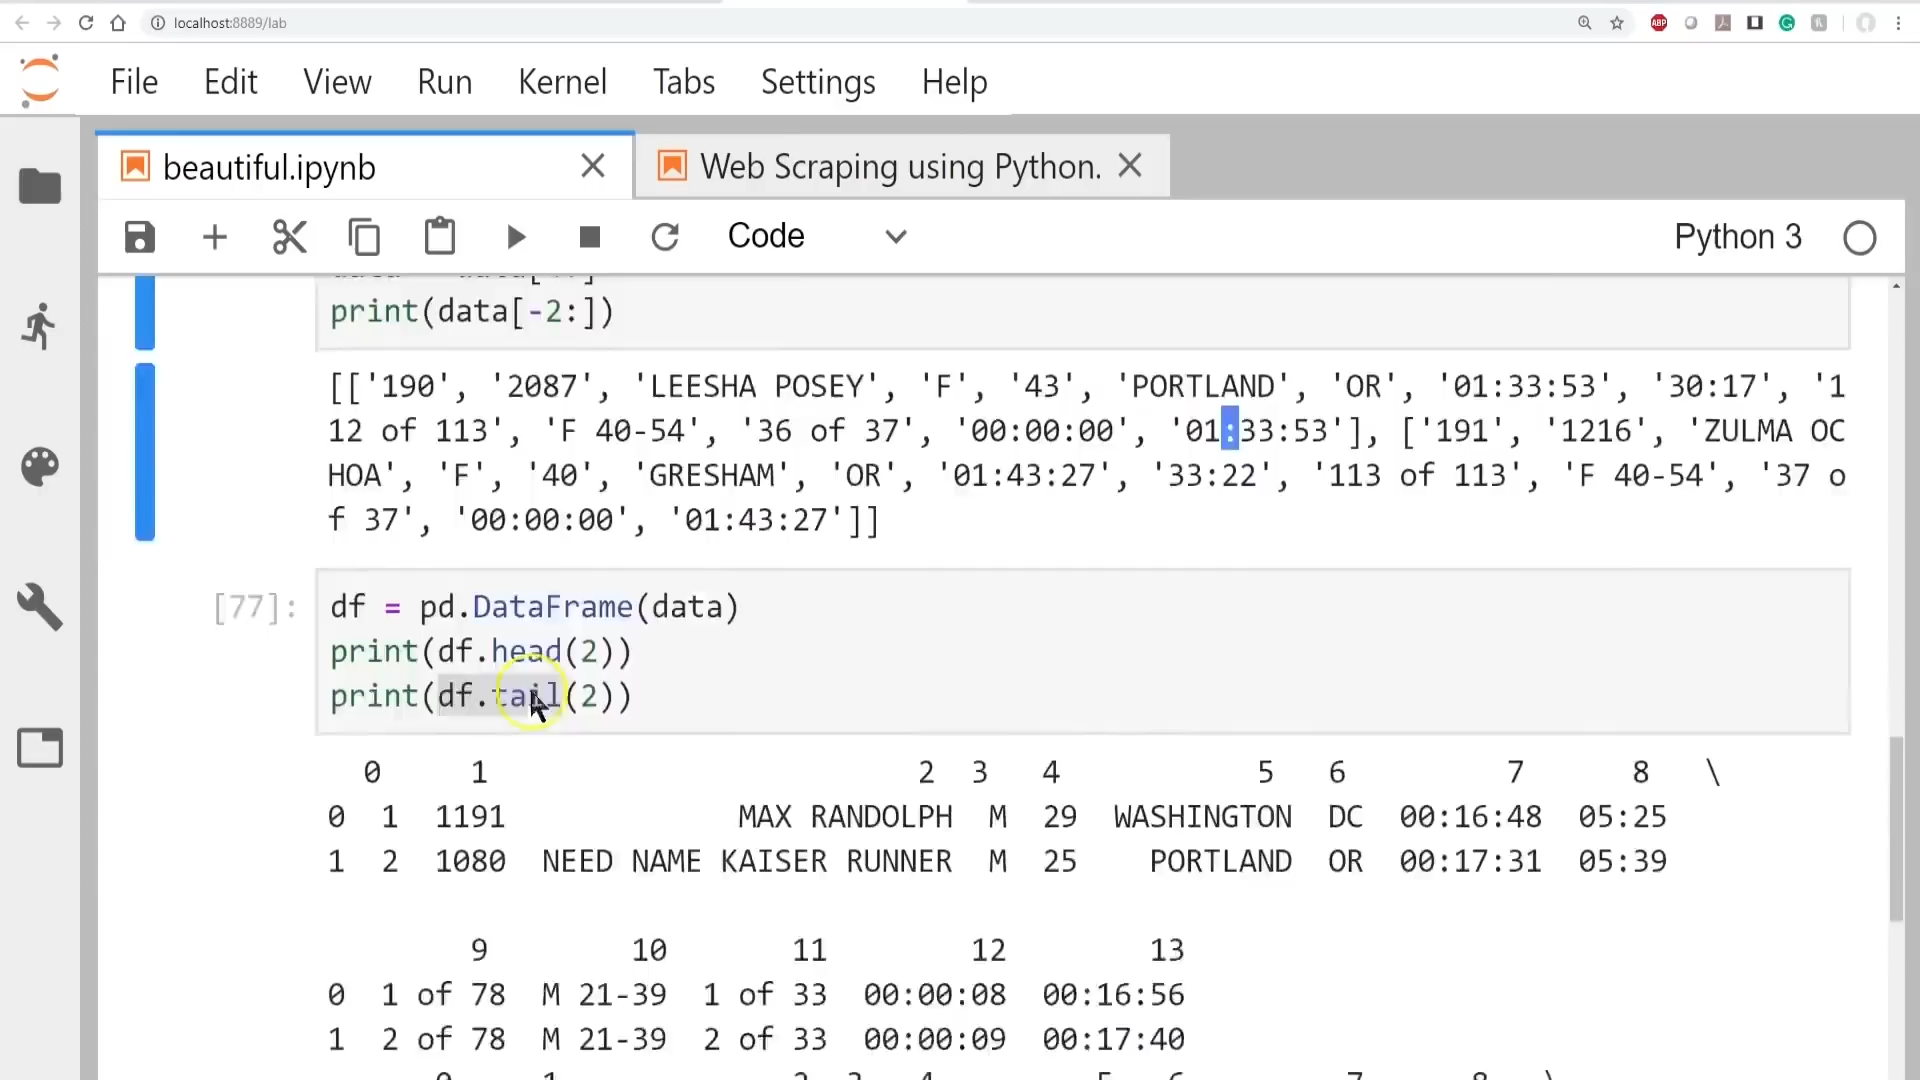 localhost:8889/lab
ABP
File Edit View Run Kernel Tabs Settings Help
beautiful.ipynb
Web Scraping using Python.
Code
Python 3
print(data[-2:])
[['190', '2087', 'LEESHA POSEY', 'F', '43', 'PORTLAND', 'OR', '01:33:53', '30:17', '1
12 of 113', 'F 40-54', '36 of 37', '00:00:00', '01:33:53'], ['191', '1216', 'ZULMA OC
HOA', 'F', '40', 'GRESHAM', 'OR', '01:43:27', '33:22', '113 of 113', 'F 40-54', '37 o
f 37', '00:00:00', '01:43:27']]
[77]:
df = pd.DataFrame(data)
print(df.head(2))
print(df.tail(2))
0 1 2 3 4 5 6 7 8 \
0 1 1191 MAX RANDOLPH M 29 WASHINGTON DC 00:16:48 05:25
1 2 1080 NEED NAME KAISER RUNNER M 25 PORTLAND OR 00:17:31 05:39
9 10 11 12 13
0 1 of 78 M 21-39 1 of 33 00:00:08 00:16:56
1 2 of 78 M 21-39 2 of 33 00:00:09 00:17:40